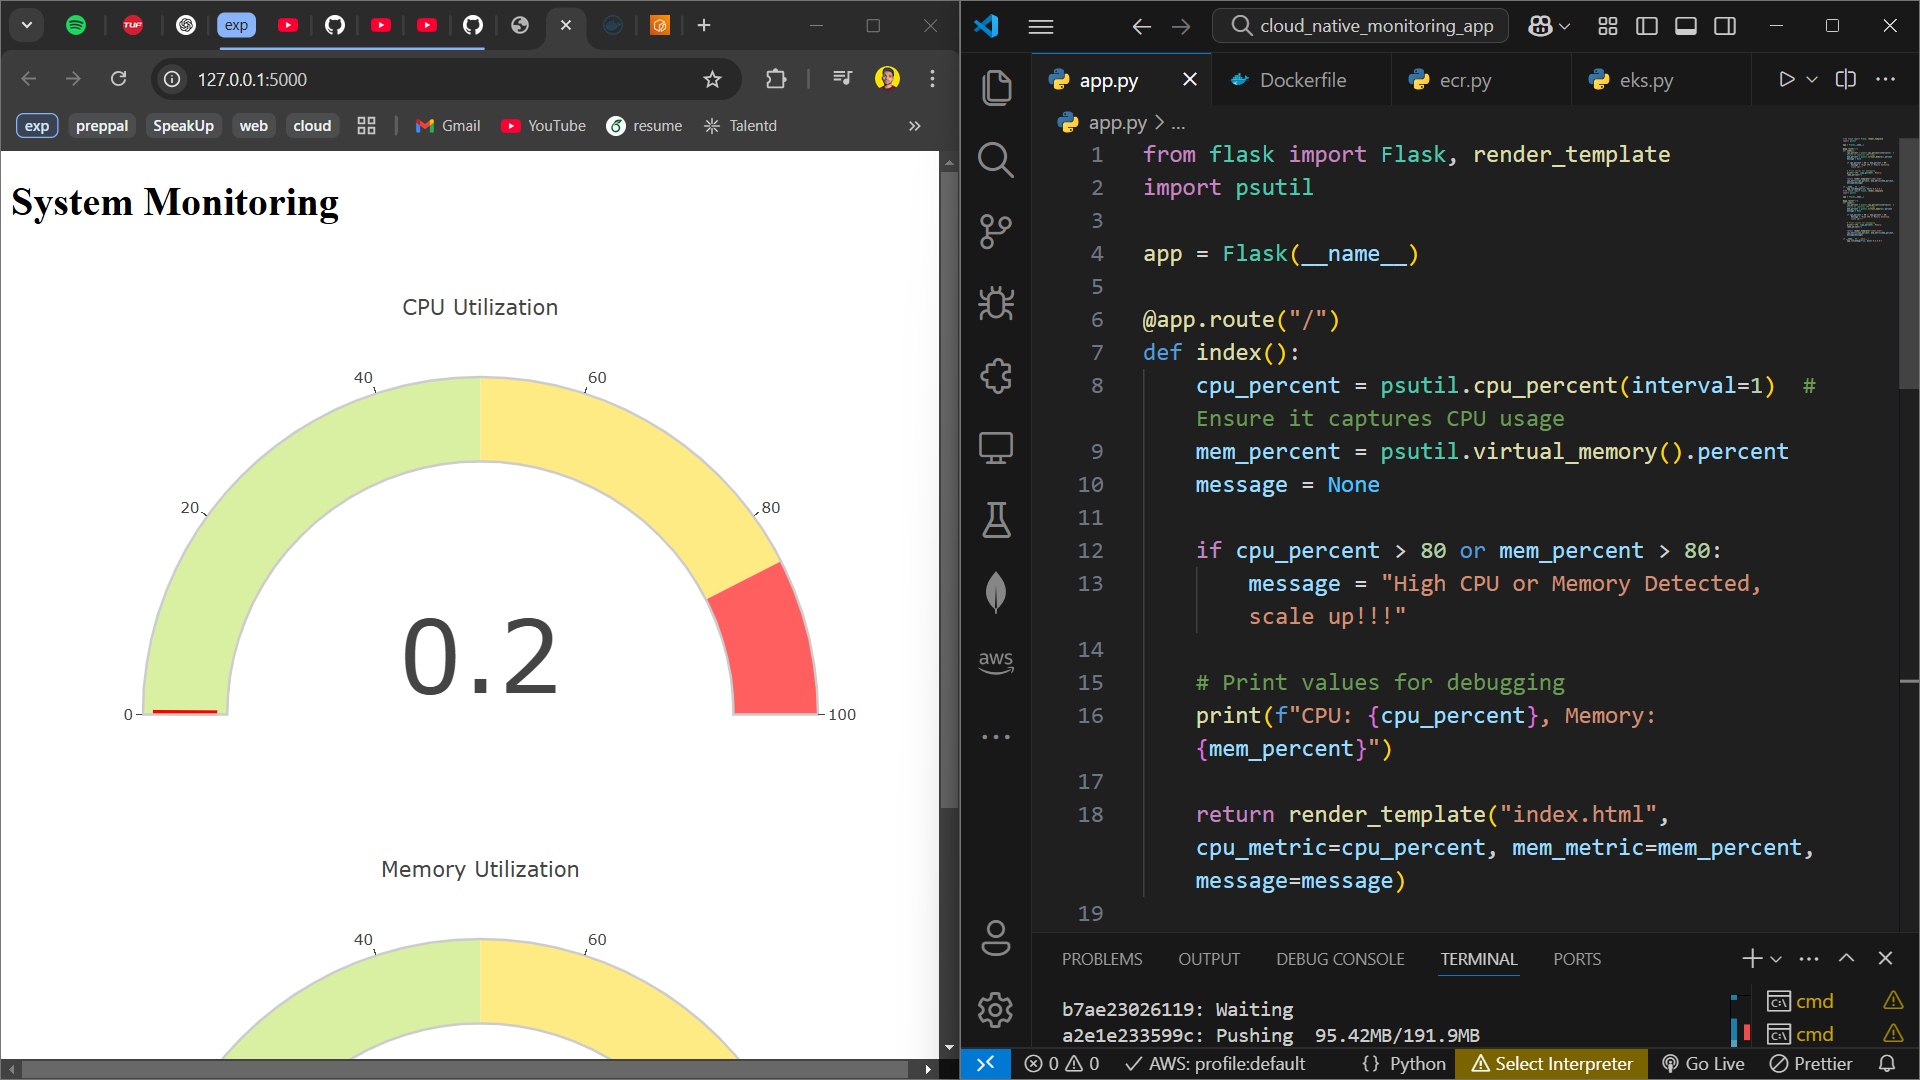 TUF
exp
127.0.0.1:5000
exp
preppal
SpeakUp
web
cloud
Gmail
YouTube
resume
Talentd
System Monitoring
CPU Utilization
0
20
40
60
80
100
0.2
Memory Utilization
40
60
cloud_native_monitoring_app
app.py
Dockerfile
ecr.py
eks.py
app.py > ...
1 from flask import Flask, render_template
2 import psutil
3
4 app = Flask(__name__)
5
6 @app.route("/")
7 def index():
8 cpu_percent = psutil.cpu_percent(interval=1) #
Ensure it captures CPU usage
9 mem_percent = psutil.virtual_memory().percent
10 message = None
11
12 if cpu_percent > 80 or mem_percent > 80:
13 message = "High CPU or Memory Detected,
scale up!!!"
14
15 # Print values for debugging
16 print(f"CPU: {cpu_percent}, Memory:
{mem_percent}")
17
18 return render_template("index.html",
cpu_metric=cpu_percent, mem_metric=mem_percent,
message=message)
19
aws
PROBLEMS
OUTPUT
DEBUG CONSOLE
TERMINAL
PORTS
b7ae23026119: Waiting
a2e1e233599c: Pushing 95.42MB/191.9MB
cmd
cmd
0 0
AWS: profile:default
{} Python
Select Interpreter
Go Live
Prettier